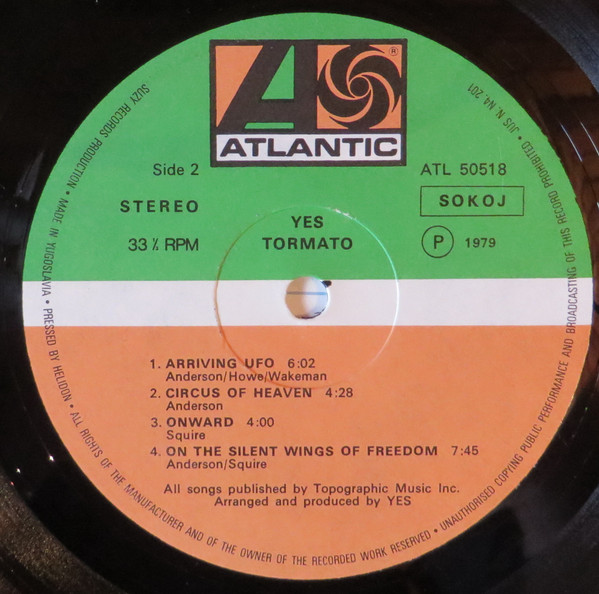 ATLANTIC
®
Side 2
ATL 50518
STEREO
SOKOJ
33⅓ RPM
YES
TORMATO
P 1979
1. ARRIVING UFO 6:02
Anderson/Howe/Wakeman
2. CIRCUS OF HEAVEN 4:28
Anderson
3. ONWARD 4:00
Squire
4. ON THE SILENT WINGS OF FREEDOM 7:45
Anderson/Squire
All songs published by Topographic Music Inc.
Arranged and produced by YES
SUZY RECORDS PRODUCTION • MADE IN YUGOSLAVIA • PRESSED BY HELIDON • ALL RIGHTS OF THE MANUFACTURER AND OF THE OWNER OF THE RECORDED WORK RESERVED • UNAUTHORISED COPYING PUBLIC PERFORMANCE AND BROADCASTING OF THIS RECORD PROHIBITED • JUS. N. N4. 201